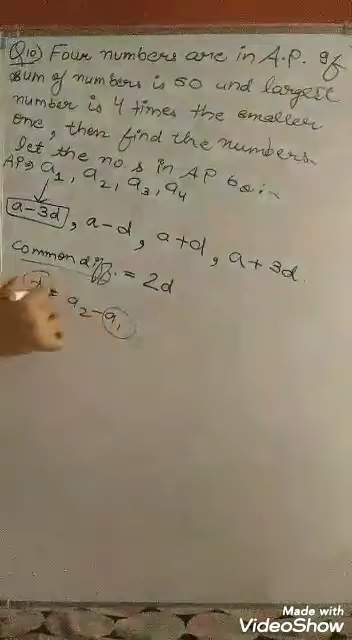 Q10) Four numbers are in A.P. If
sum of numbers is 50 and largest
number is 4 times the smaller
one, then find the numbers.
let the no s in AP be:-
AP⇒ a1, a2, a3, a4
a-3d, a-d, a+d, a+3d.
common diff. = 2d
= a2-a1
Made with
VideoShow